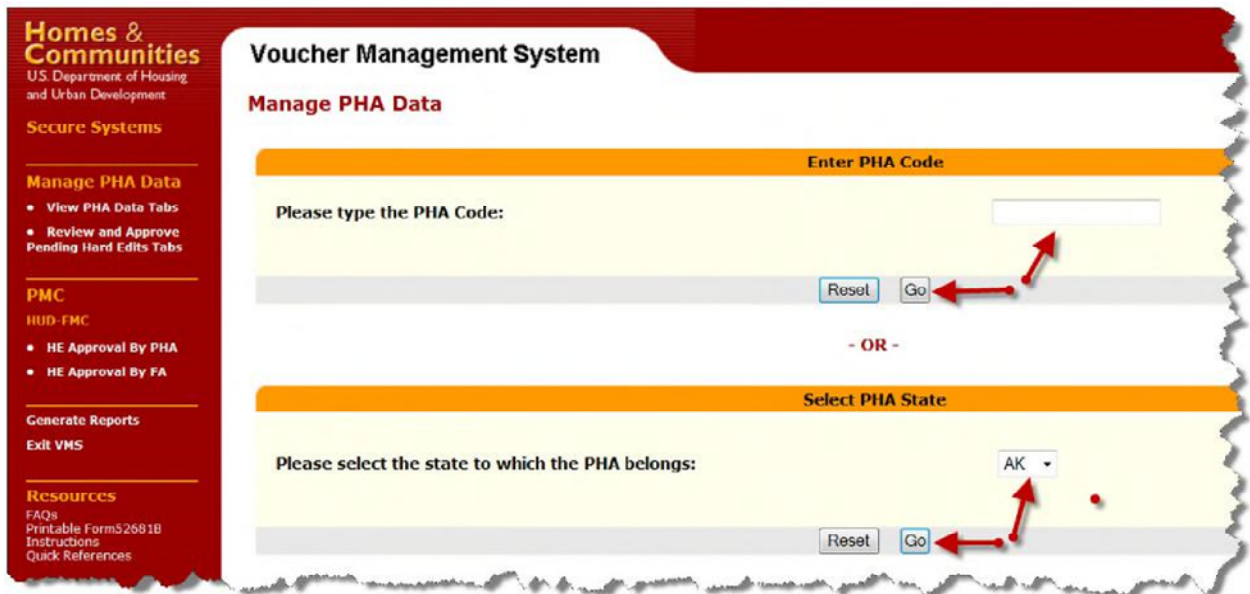 Homes &
Communities
U.S. Department of Housing
and Urban Development
Secure Systems
Manage PHA Data
• View PHA Data Tabs
• Review and Approve
Pending Hard Edits Tabs
PMC
HUD-FMC
• HE Approval By PHA
• HE Approval By FA
Generate Reports
Exit VMS
Resources
FAQs
Printable Form52681B
Instructions
Quick References
Voucher Management System
Manage PHA Data
Enter PHA Code
Please type the PHA Code:
Reset Go
- OR -
Select PHA State
Please select the state to which the PHA belongs:
AK
Reset Go